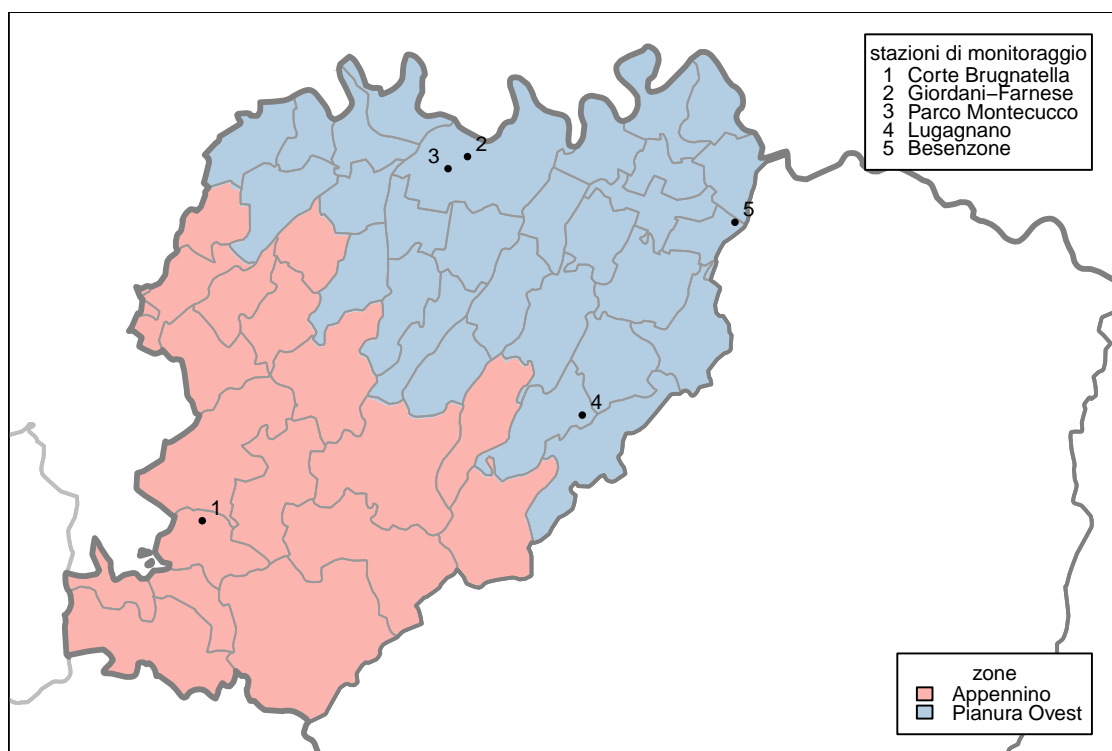 stazioni di monitoraggio
1 Corte Brugnatella
2 Giordani−Farnese
3 Parco Montecucco
4 Lugagnano
5 Besenzone
2
3
5
4
1
zone
Appennino
Pianura Ovest